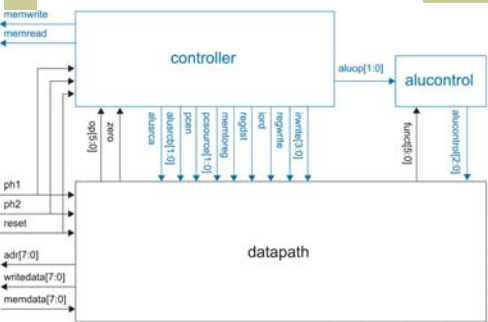 memwrite
memread
controller
aluop[1:0]
alucontrol
op[5:0]
zero
alusrca
alusrcb[1:0]
pcen
pcsource[1:0]
memtoreg
regdst
iord
regwrite
irwrite[3:0]
funct[5:0]
alucontrol[2:0]
ph1
ph2
reset
adr[7:0]
writedata[7:0]
memdata[7:0]
datapath